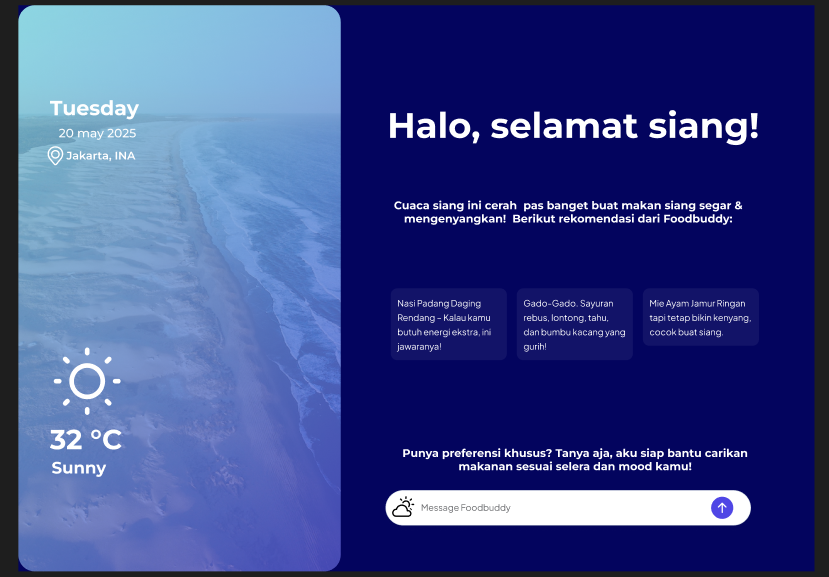 Tuesday
20 may 2025
Jakarta, INA
32 °C
Sunny
Halo, selamat siang!
Cuaca siang ini cerah  pas banget buat makan siang segar &
mengenyangkan!  Berikut rekomendasi dari Foodbuddy:
Nasi Padang Daging
Rendang – Kalau kamu
butuh energi ekstra, ini
jawaranya!
Gado-Gado. Sayuran
rebus, lontong, tahu,
dan bumbu kacang yang
gurih!
Mie Ayam Jamur Ringan
tapi tetap bikin kenyang,
cocok buat siang.
Punya preferensi khusus? Tanya aja, aku siap bantu carikan
makanan sesuai selera dan mood kamu!
Message Foodbuddy